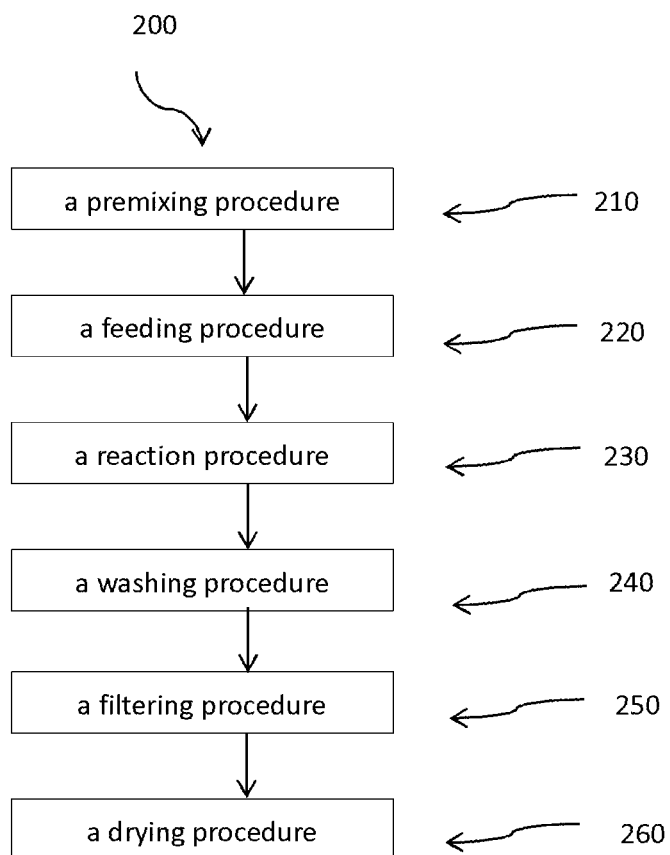 200
a premixing procedure
210
a feeding procedure
220
a reaction procedure
230
a washing procedure
240
a filtering procedure
250
a drying procedure
260